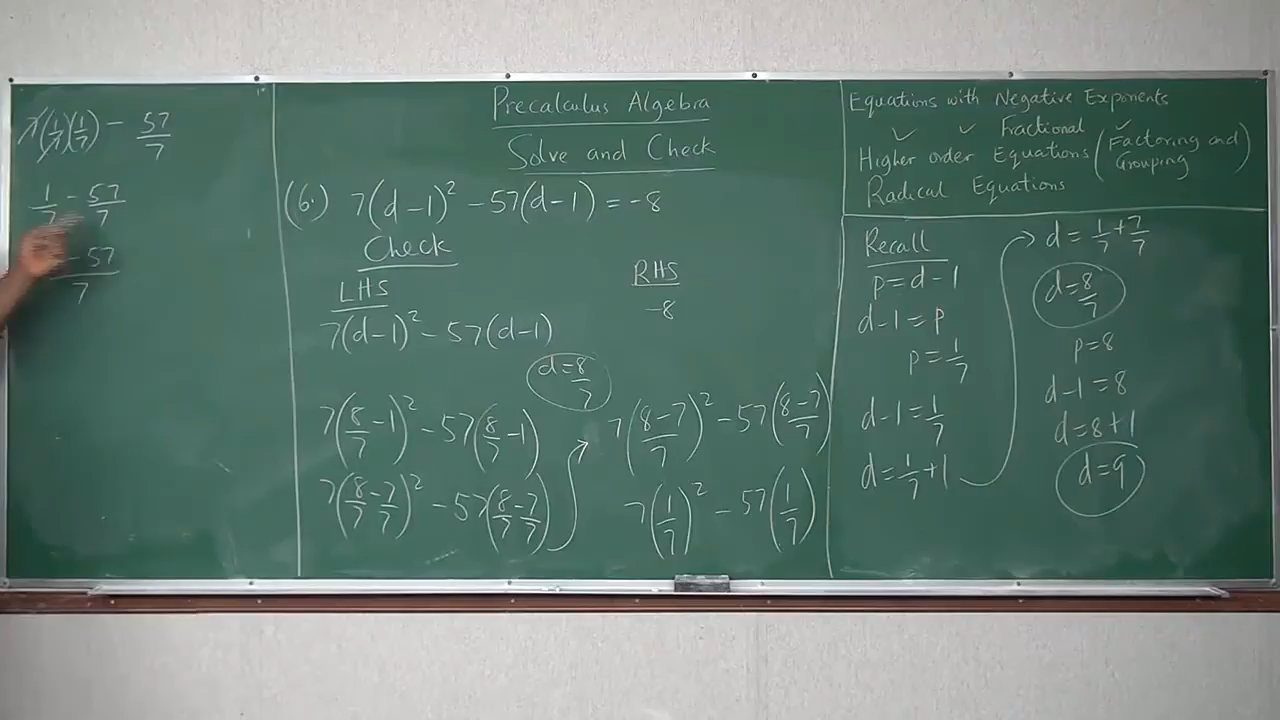 7(1/7)(1/7) - 57/7
1/7 - 57/7
- 57/7
Precalculus Algebra
Solve and Check
(6.) 7(d-1)² - 57(d-1) = -8
Check
LHS
RHS
7(d-1)² - 57(d-1)
-8
d=8/7
7(8/7-1)² - 57(8/7-1)
7(8/7-7/7)² - 57(8/7-7/7)
7((8-7)/7)² - 57((8-7)/7)
7(1/7)² - 57(1/7)
Equations with Negative Exponents
✓ ✓ Fractional ✓
Higher order Equations (Factoring and Grouping)
Radical Equations
Recall
p=d-1
d-1=p
p=1/7
d-1=1/7
d=1/7+1
d=1/7+7/7
d=8/7
p=8
d-1=8
d=8+1
d=9